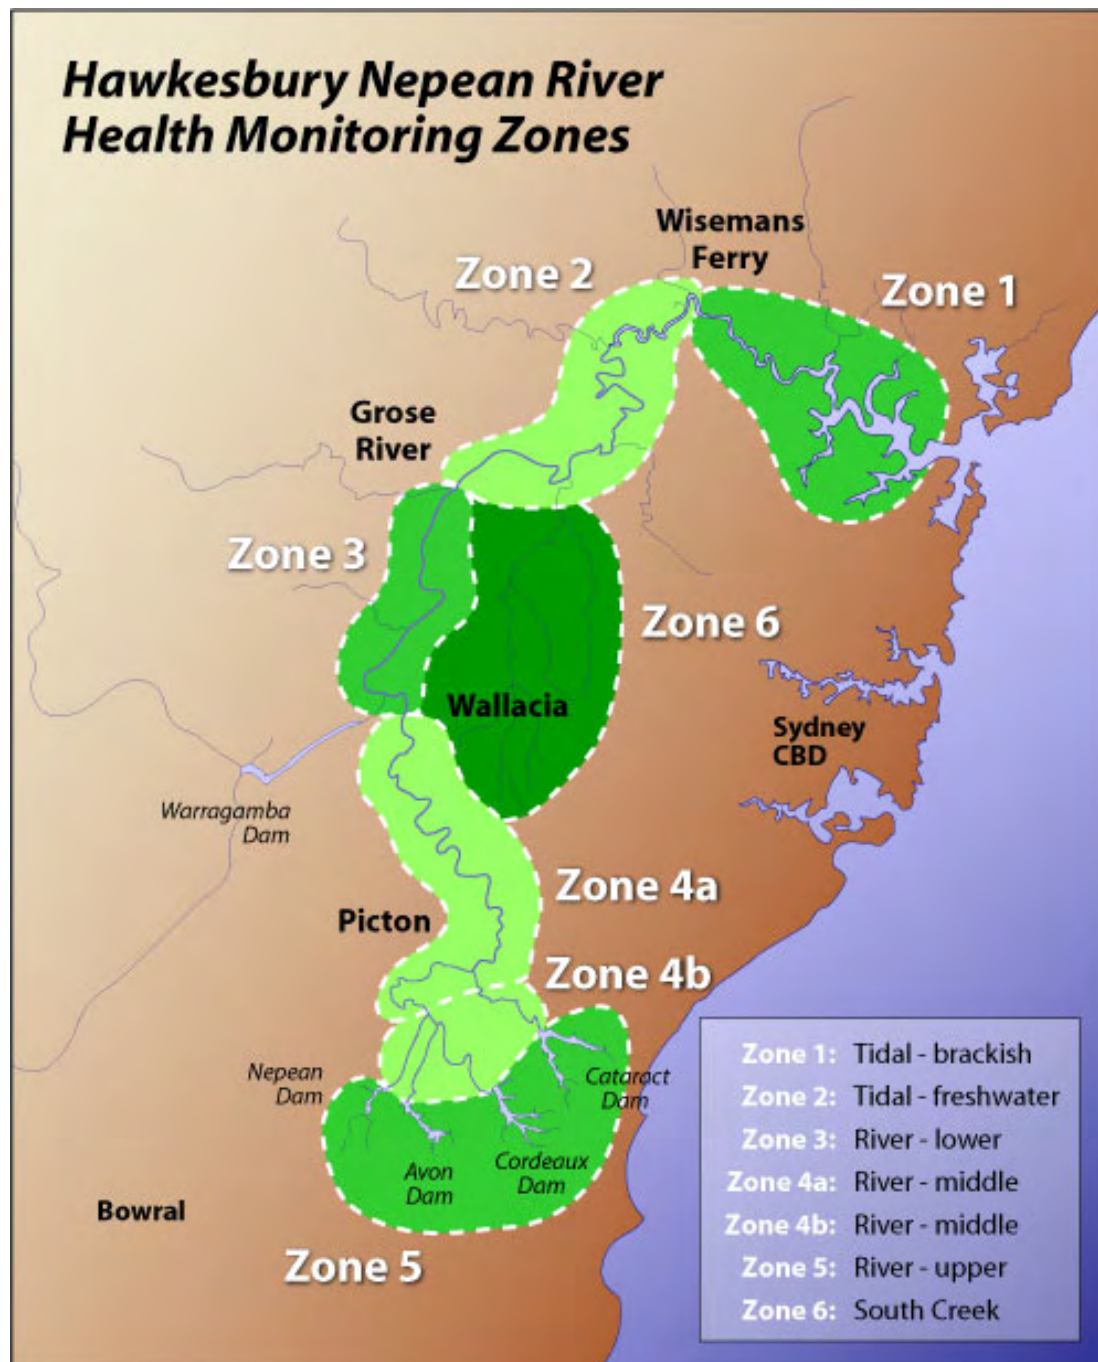 Hawkesbury Nepean River
Health Monitoring Zones
Wisemans
Ferry
Zone 2
Zone 1
Grose
River
Zone 3
Zone 6
Wallacia
Sydney
CBD
Warragamba
Dam
Zone 4a
Picton
Zone 4b
Nepean
Dam
Cataract
Dam
Avon
Dam
Cordeaux
Dam
Bowral
Zone 5
Zone 1: Tidal - brackish
Zone 2: Tidal - freshwater
Zone 3: River - lower
Zone 4a: River - middle
Zone 4b: River - middle
Zone 5: River - upper
Zone 6: South Creek